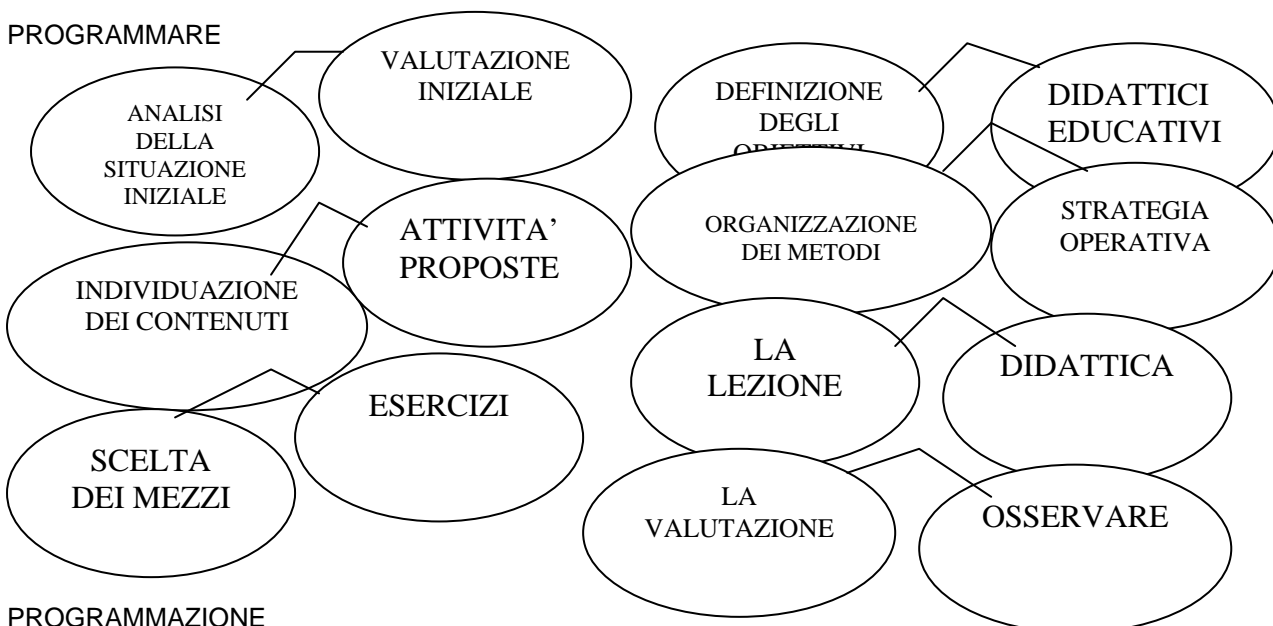 PROGRAMMARE
ANALISI
DELLA
SITUAZIONE
INIZIALE
VALUTAZIONE
INIZIALE
INDIVIDUAZIONE
DEI CONTENUTI
ATTIVITA’
PROPOSTE
SCELTA
DEI MEZZI
ESERCIZI
DEFINIZIONE
DEGLI
OBIETTIVI
DIDATTICI
EDUCATIVI
ORGANIZZAZIONE
DEI METODI
STRATEGIA
OPERATIVA
LA
LEZIONE
DIDATTICA
LA
VALUTAZIONE
OSSERVARE
PROGRAMMAZIONE